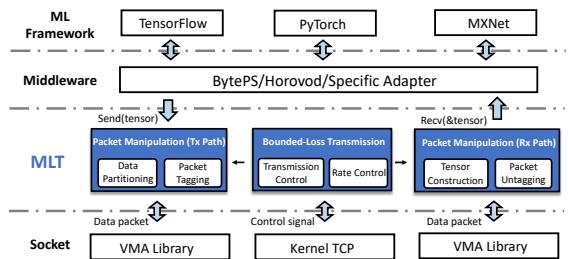 ML
Framework
TensorFlow
PyTorch
MXNet
Middleware
BytePS/Horovod/Specific Adapter
Send(tensor)
Recv(&tensor)
MLT
Packet Manipulation (Tx Path)
Data
Partitioning
Packet
Tagging
Bounded-Loss Transmission
Transmission
Control
Rate Control
Packet Manipulation (Rx Path)
Tensor
Construction
Packet
Untagging
Data packet
Control signal
Data packet
Socket
VMA Library
Kernel TCP
VMA Library